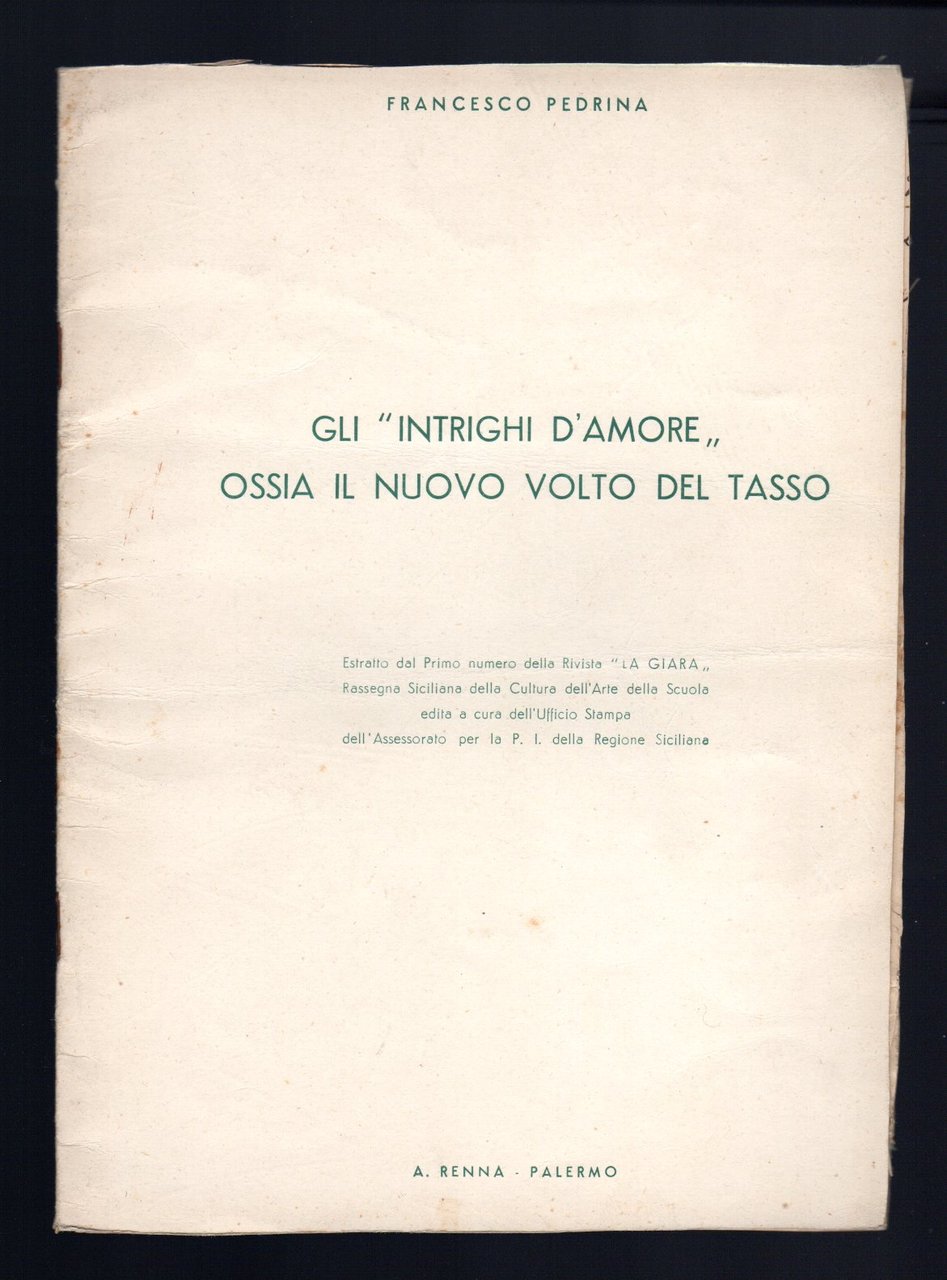 FRANCESCO PEDRINA
GLI "INTRIGHI D'AMORE„
OSSIA IL NUOVO VOLTO DEL TASSO
Estratto dal Primo numero della Rivista "LA GIARA„
Rassegna Siciliana della Cultura dell'Arte della Scuola
edita a cura dell'Ufficio Stampa
dell'Assessorato per la P. I. della Regione Siciliana
A. RENNA - PALERMO